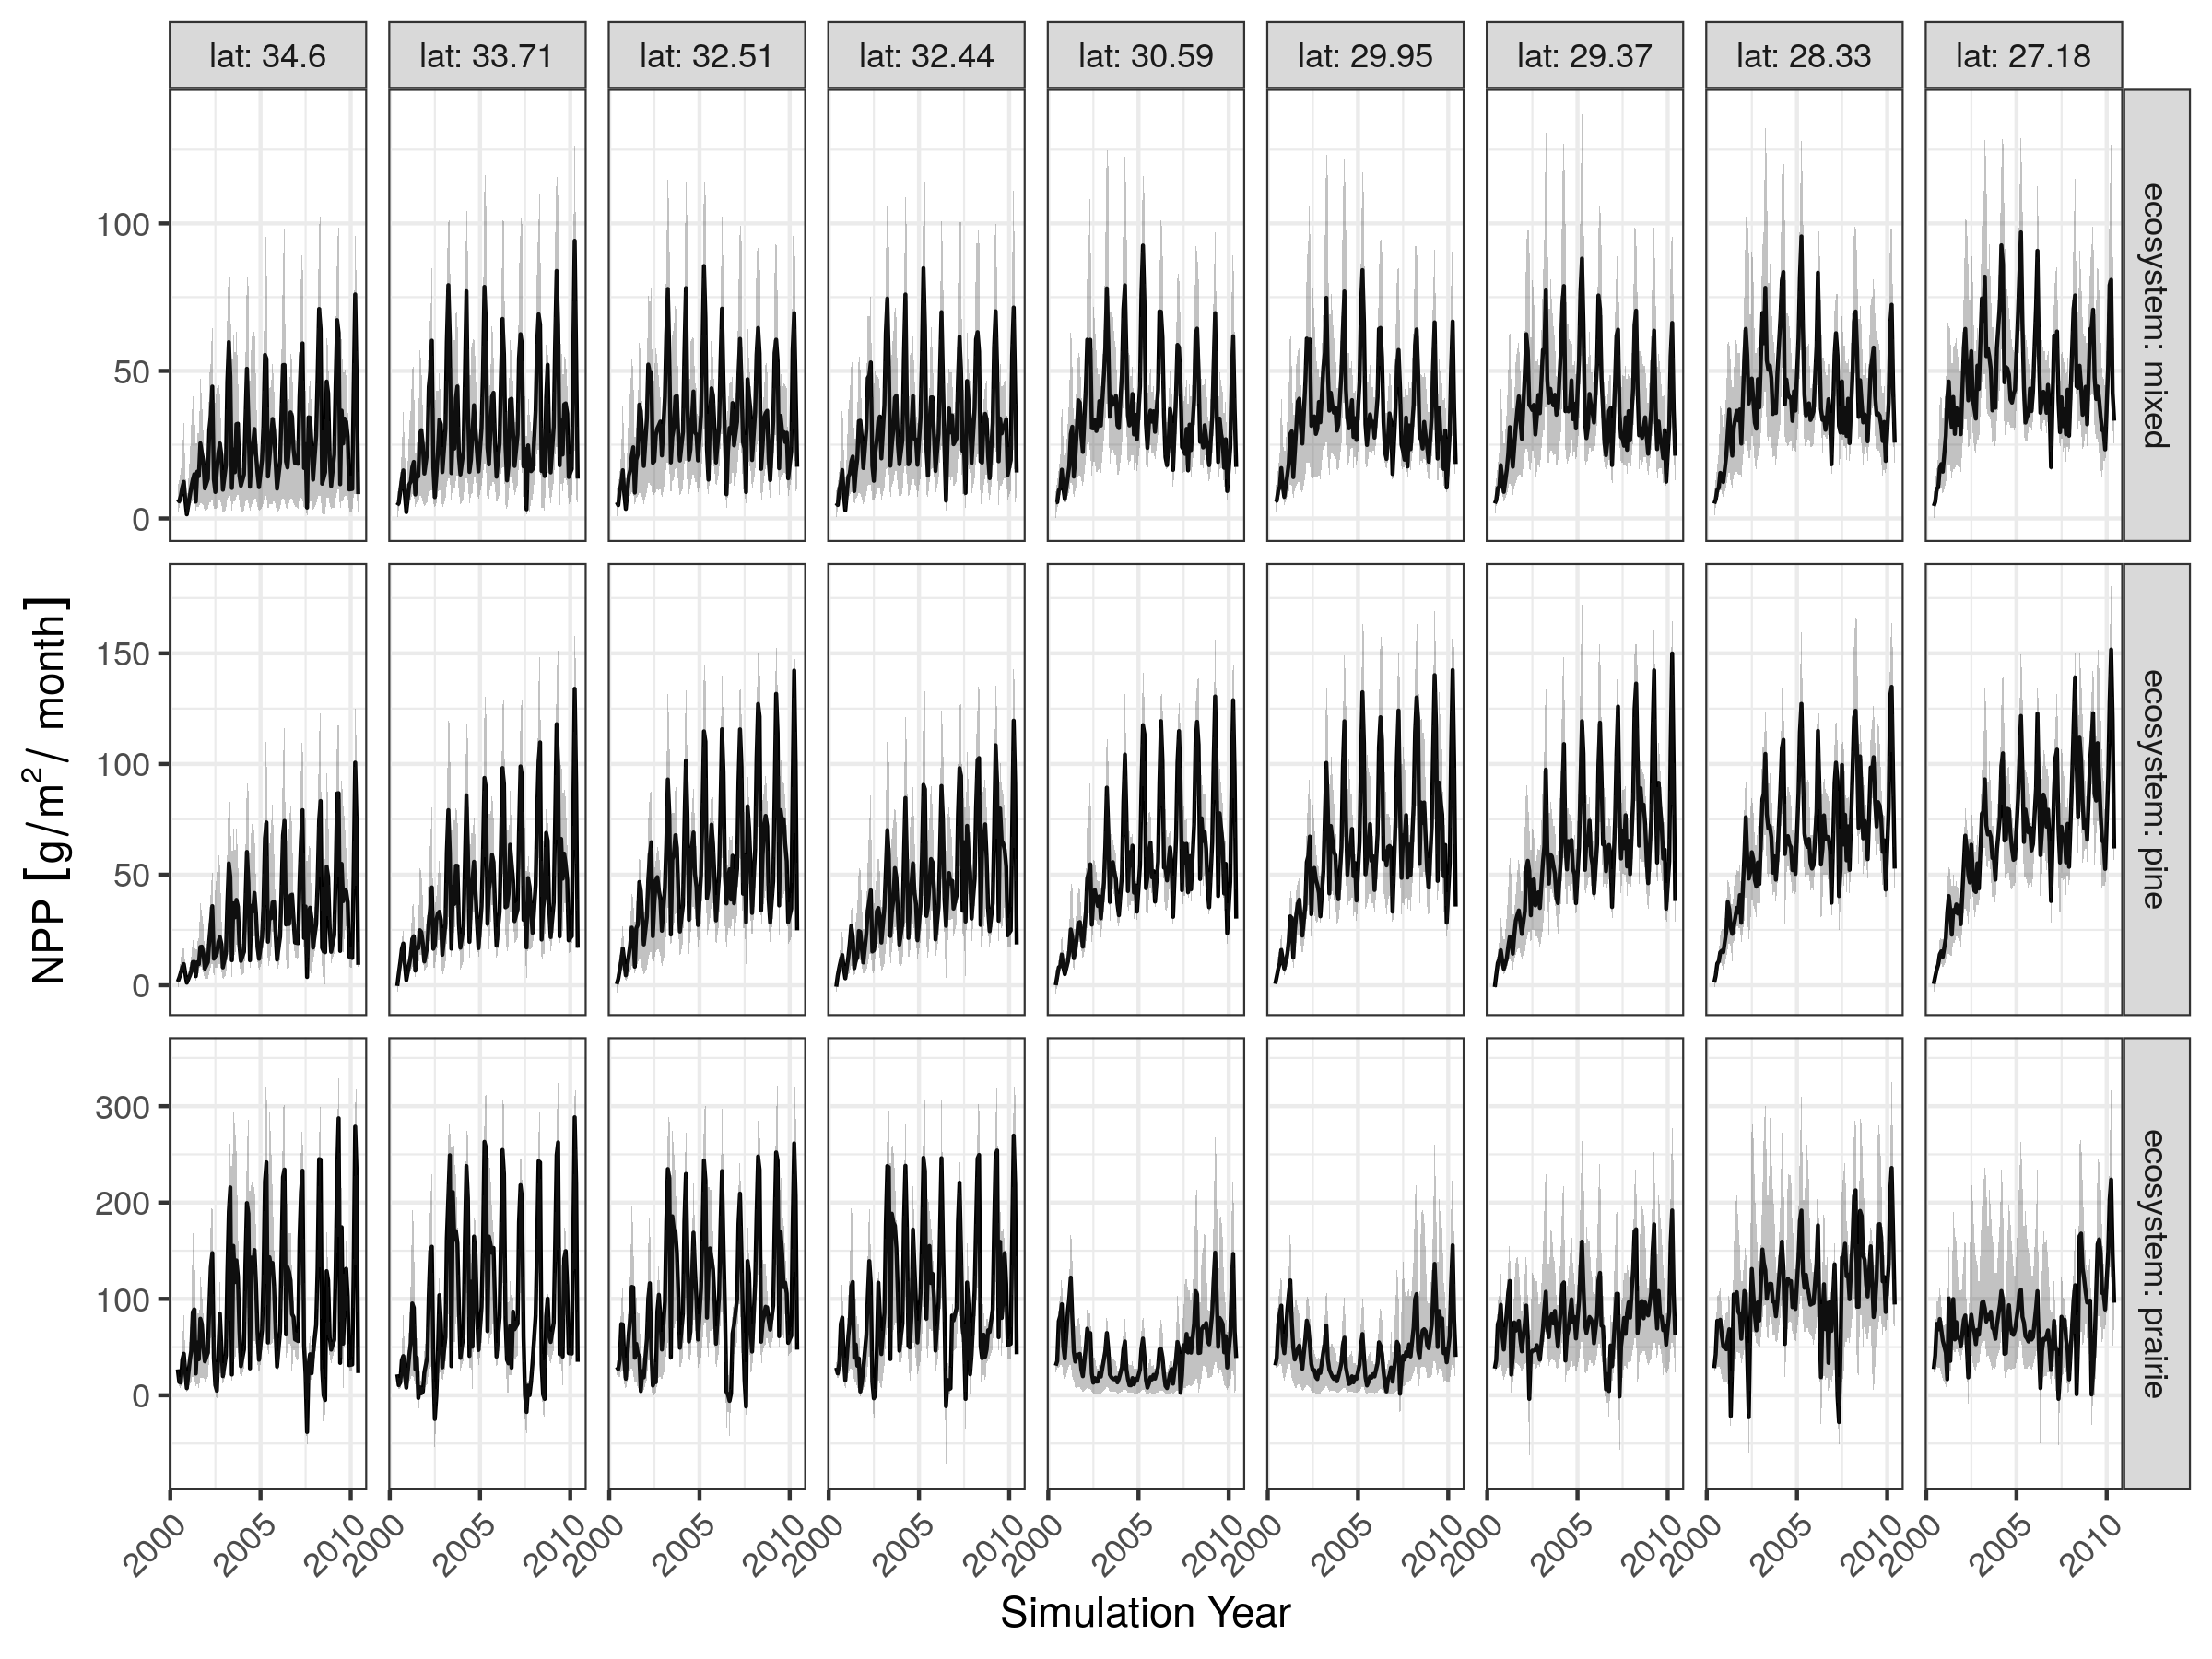 lat: 34.6 lat: 33.71 lat: 32.51 lat: 32.44 lat: 30.59 lat: 29.95 lat: 29.37 lat: 28.33 lat: 27.18
100
50
0
ecosystem: mixed
NPP [g/m²/ month]
150
100
50
0
ecosystem: pine
300
200
100
0
ecosystem: prairie
2000 2005 2010 2000 2005 2010 2000 2005 2010 2000 2005 2010 2000 2005 2010 2000 2005 2010 2000 2005 2010 2000 2005 2010 2000 2005 2010
Simulation Year